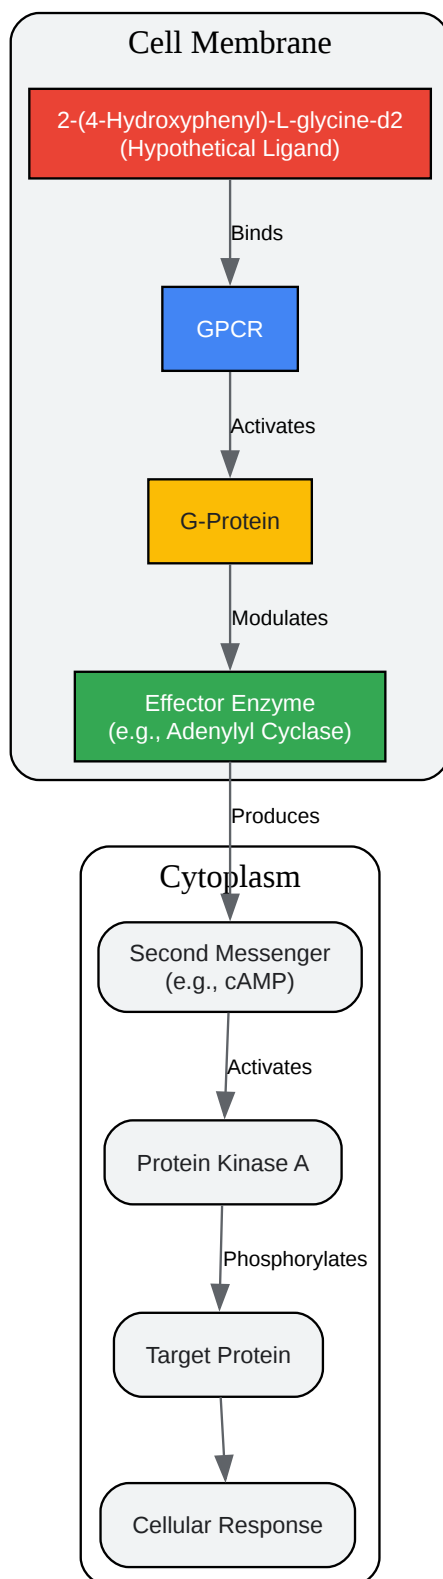 Cell Membrane
2-(4-Hydroxyphenyl)-L-glycine-d2
(Hypothetical Ligand)
Binds
GPCR
Activates
G-Protein
Modulates
Effector Enzyme
(e.g., Adenylyl Cyclase)
Produces
Cytoplasm
Second Messenger
(e.g., cAMP)
Activates
Protein Kinase A
Phosphorylates
Target Protein
Cellular Response